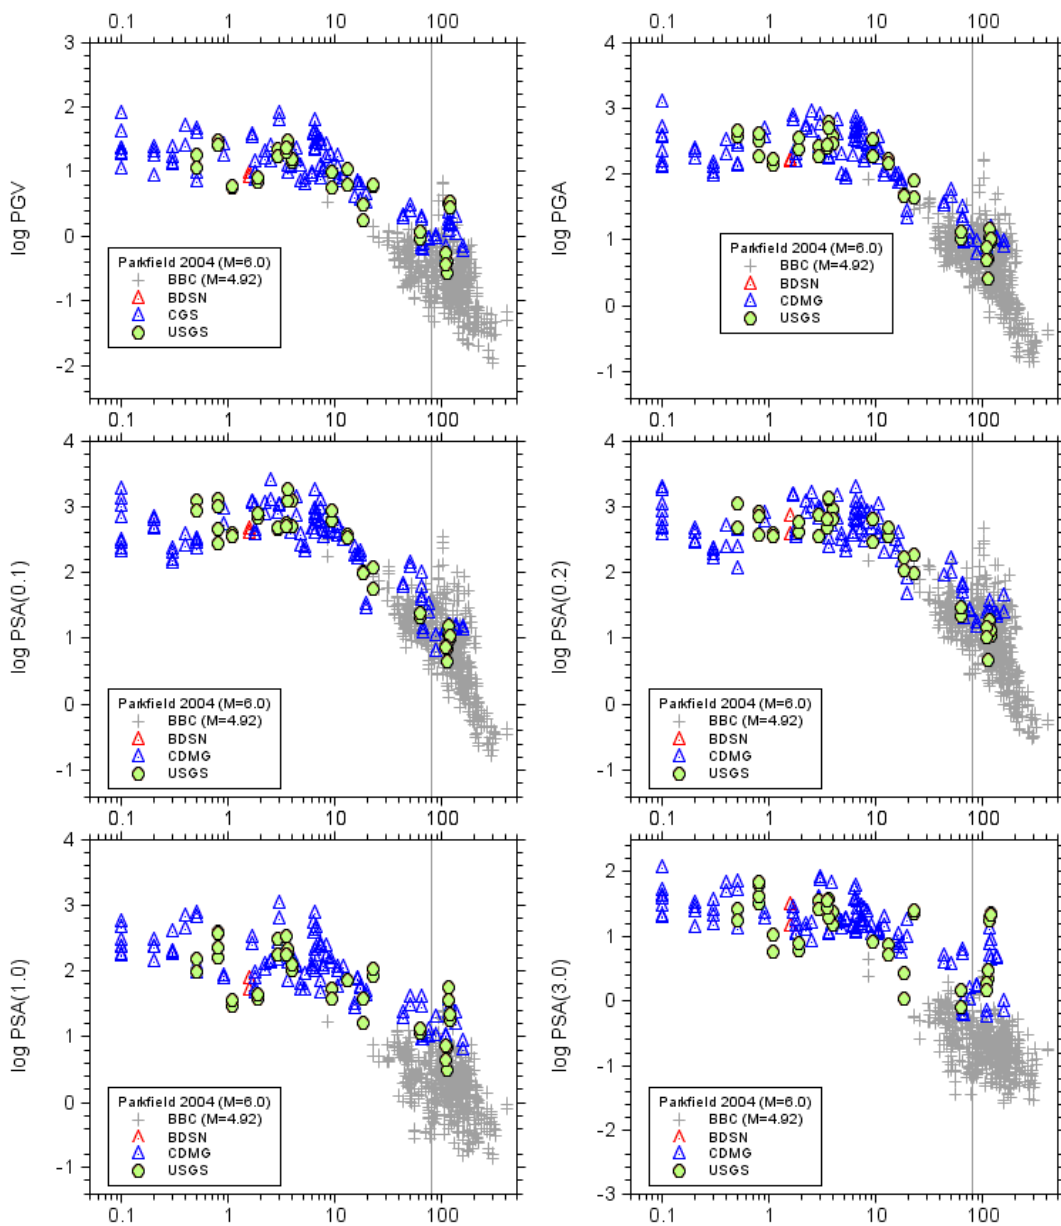 0.1 1 10 100 0.1 1 10 100
3
2
1
0
-1
-2
log PGV
Parkfield 2004 (M=6.0)
BBC (M=4.92)
BDSN
CGS
USGS
4
3
2
1
0
-1
log PGA
Parkfield 2004 (M=6.0)
BBC (M=4.92)
BDSN
CDMG
USGS
0.1 1 10 100 0.1 1 10 100
4
3
2
1
0
-1
log PSA(0.1)
Parkfield 2004 (M=6.0)
BBC (M=4.92)
BDSN
CDMG
USGS
4
3
2
1
0
-1
log PSA(0.2)
Parkfield 2004 (M=6.0)
BBC (M=4.92)
BDSN
CDMG
USGS
0.1 1 10 100 0.1 1 10 100
4
3
2
1
0
-1
log PSA(1.0)
Parkfield 2004 (M=6.0)
BBC (M=4.92)
BDSN
CDMG
USGS
2
1
0
-1
-2
-3
log PSA(3.0)
Parkfield 2004 (M=6.0)
BBC (M=4.92)
BDSN
CDMG
USGS
0.1 1 10 100 0.1 1 10 100